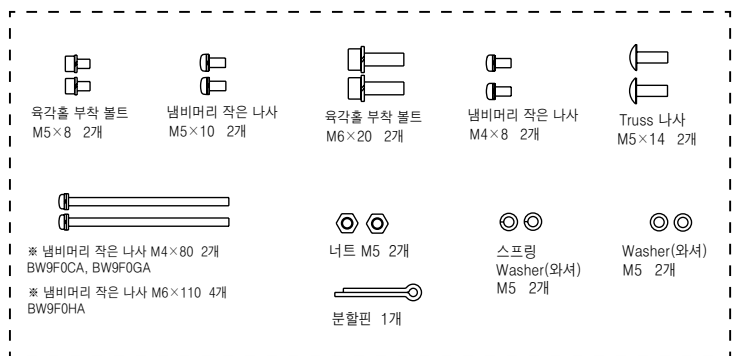 육각홀 부착 볼트
M5×8 2개
냄비머리 작은 나사
M5×10 2개
육각홀 부착 볼트
M6×20 2개
냄비머리 작은 나사
M4×8 2개
Truss 나사
M5×14 2개
※ 냄비머리 작은 나사 M4×80 2개
BW9F0CA, BW9F0GA
※ 냄비머리 작은 나사 M6×110 4개
BW9F0HA
너트 M5 2개
분할핀 1개
스프링
Washer(와셔)
M5 2개
Washer(와셔)
M5 2개